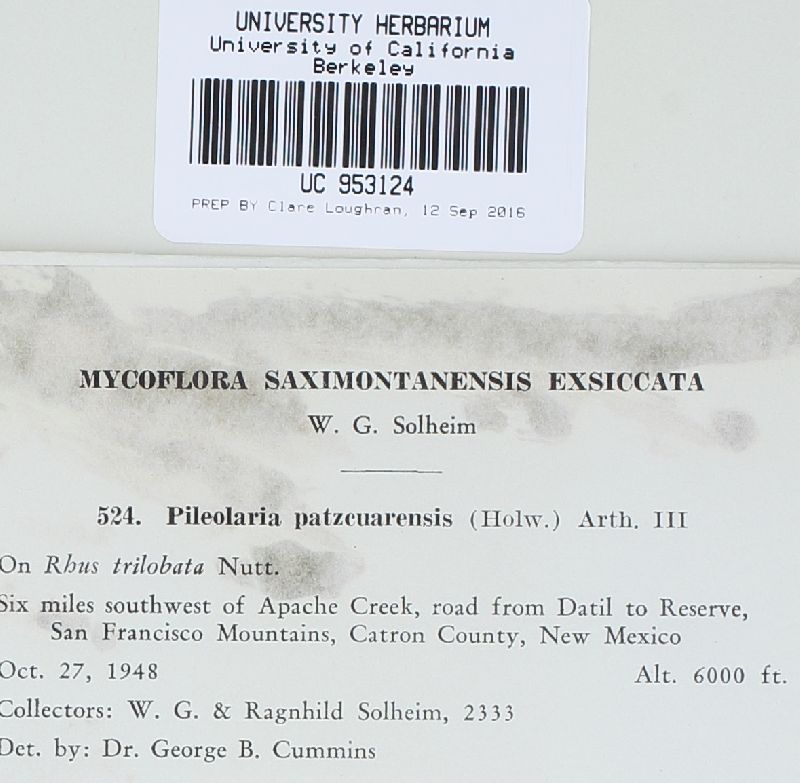 UNIVERSITY HERBARIUM
University of California
Berkeley
UC 953124
PREP BY Clare Loughran, 12 Sep 2016
MYCOFLORA SAXIMONTANENSIS EXSICCATA
W. G. Solheim
524. Pileolaria patzcuarensis (Holw.) Arth. III
On Rhus trilobata Nutt.
Six miles southwest of Apache Creek, road from Datil to Reserve,
San Francisco Mountains, Catron County, New Mexico
Oct. 27, 1948 Alt. 6000 ft.
Collectors: W. G. & Ragnhild Solheim, 2333
Det. by: Dr. George B. Cummins